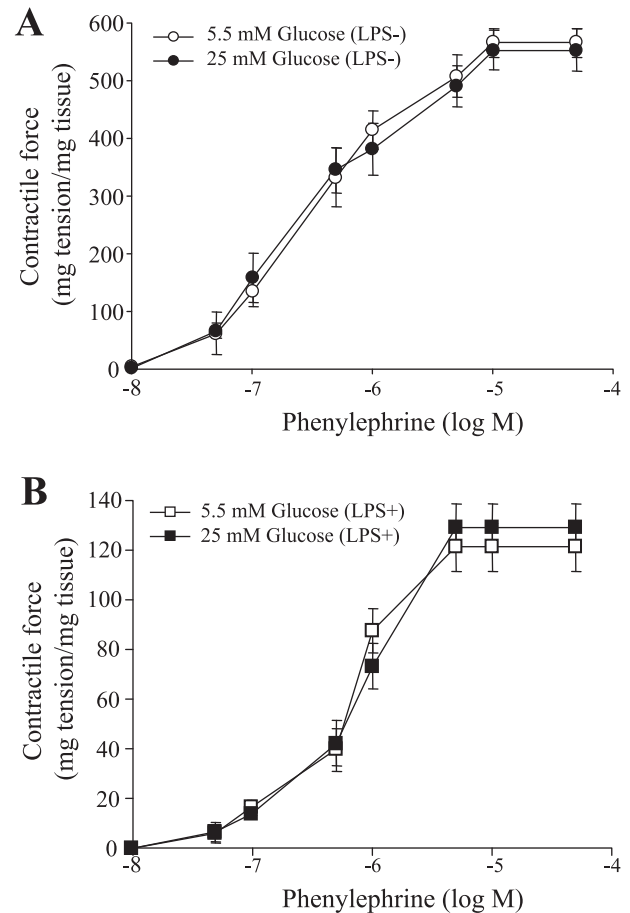 A
5.5 mM Glucose (LPS-)
25 mM Glucose (LPS-)
Contractile force
(mg tension/mg tissue)
600
500
400
300
200
100
0
-8
-7
-6
-5
-4
Phenylephrine (log M)
B
5.5 mM Glucose (LPS+)
25 mM Glucose (LPS+)
Contractile force
(mg tension/mg tissue)
140
120
100
80
60
40
20
0
-8
-7
-6
-5
-4
Phenylephrine (log M)